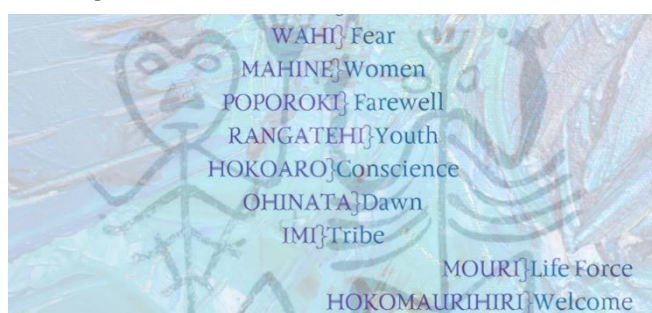 WAHI} Fear
MAHINE}Women
POPOROKI} Farewell
RANGATEHI}Youth
HOKOARO}Conscience
OHINATA}Dawn
IMI}Tribe
MOURI}Life Force
HOKOMAURIHIRI}Welcome